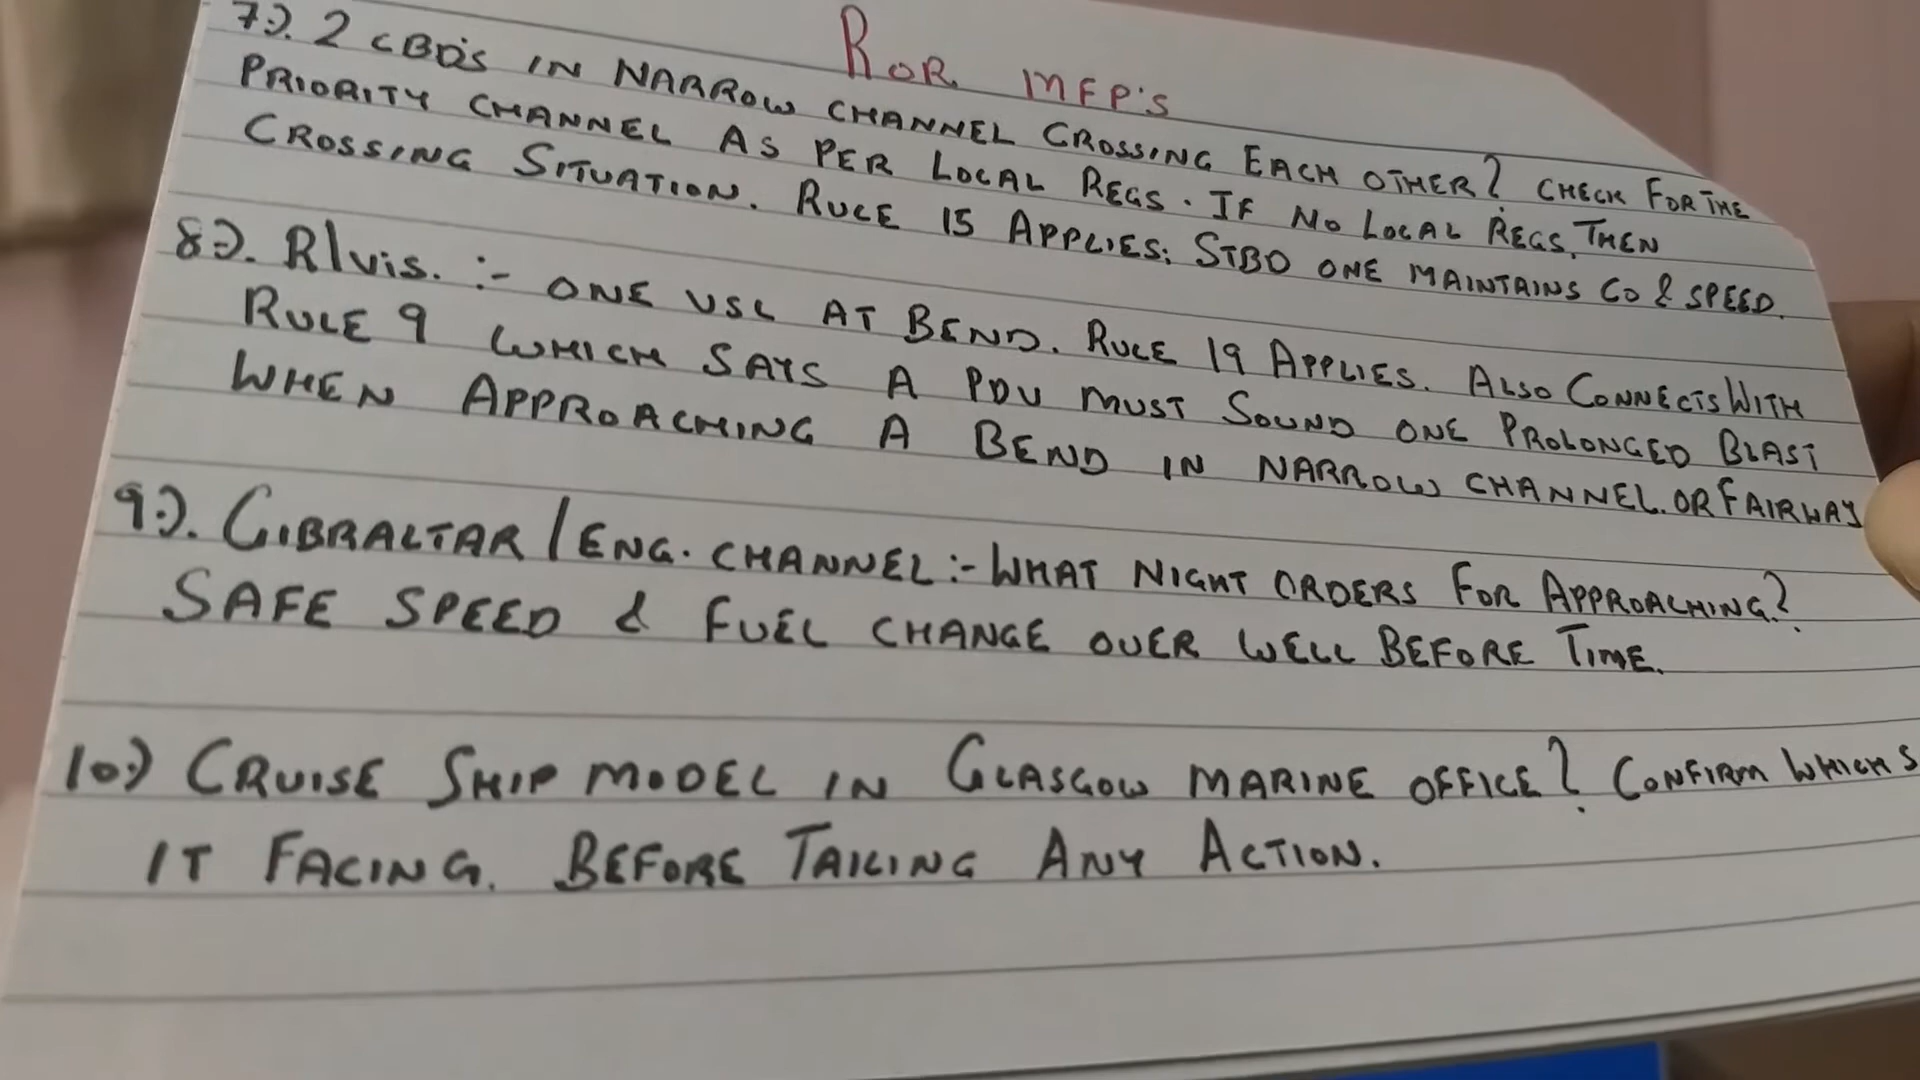 ROR MFP'S
7:). 2 CBD'S IN NARROW CHANNEL CROSSING EACH OTHER? CHECK FOR THE
PRIORITY CHANNEL AS PER LOCAL REGS. IF NO LOCAL REGS, THEN
CROSSING SITUATION. RULE 15 APPLIES: STBD ONE MAINTAINS CO & SPEED.
8:). R/VIS. :- ONE VSL AT BEND. RULE 19 APPLIES. ALSO CONNECTS WITH
RULE 9 WHICH SAYS A PDV MUST SOUND ONE PROLONGED BLAST
WHEN APPROACHING A BEND IN NARROW CHANNEL. OR FAIRWAY
9:). GIBRALTAR / ENG. CHANNEL :- WHAT NIGHT ORDERS FOR APPROACHING?
SAFE SPEED & FUEL CHANGE OVER WELL BEFORE TIME.
10:) CRUISE SHIP MODEL IN GLASGOW MARINE OFFICE? CONFIRM WHICH
IT FACING. BEFORE TAKING ANY ACTION.